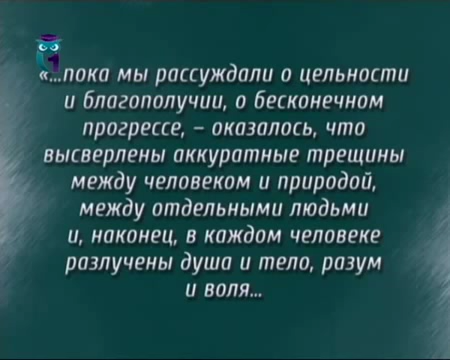 1
«...пока мы рассуждали о цельности
и благополучии, о бесконечном
прогрессе, – оказалось, что
высверлены аккуратные трещины
между человеком и природой,
между отдельными людьми
и, наконец, в каждом человеке
разлучены душа и тело, разум
и воля...